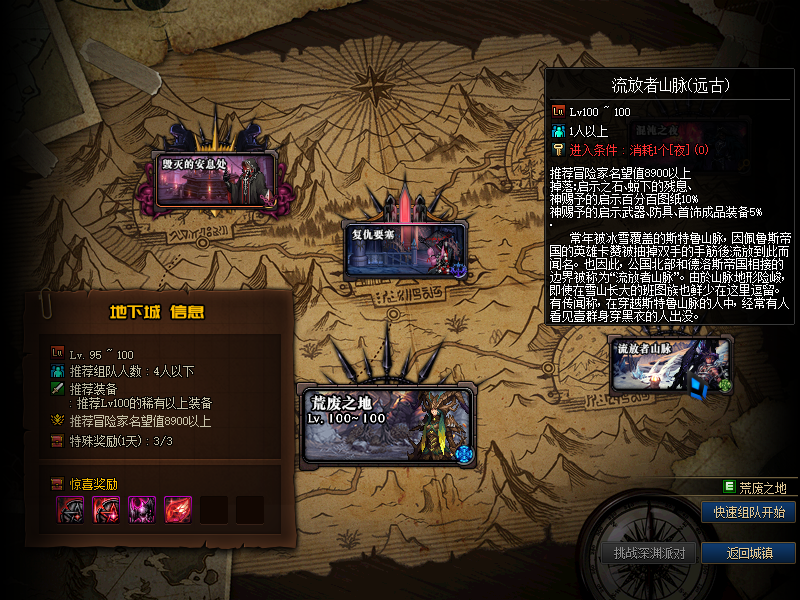 流放者山脉(远古)
Lv Lv100 ~ 100
1人以上
进入条件 : 消耗1个[夜] (0)
混沌之夜
推荐冒险家名望值8900以上
掉落:启示之石、蚁下的残息、
神赐予的启示百分百图纸10%
神赐予的启示武器、防具、首饰成品装备5%
.
常年被冰雪覆盖的斯特鲁山脉, 因佩鲁斯帝
国的英雄卡赞被抽掉双手的手筋後流放到此而
闻名。也因此, 公国北部和德洛斯帝国相接的
边界被称为“流放者山脉”。由於山脉地形险峻,
即使在雪山长大的班图族也鲜少在这里逗留。
有传闻称, 在穿越斯特鲁山脉的人中, 经常有人
看见壹群身穿黑衣的人出没。
毁灭的安息处
复仇要塞
流放者山脉
荒废之地
Lv. 100~100
地下城 信息
Lv Lv. 95 ~ 100
推荐组队人数 : 4人以下
推荐装备
: 推荐Lv100的稀有以上装备
推荐冒险家名望值8900以上
特殊奖励(1天) : 3/3
惊喜奖励
E 荒废之地
快速组队开始
挑战深渊派对
返回城镇